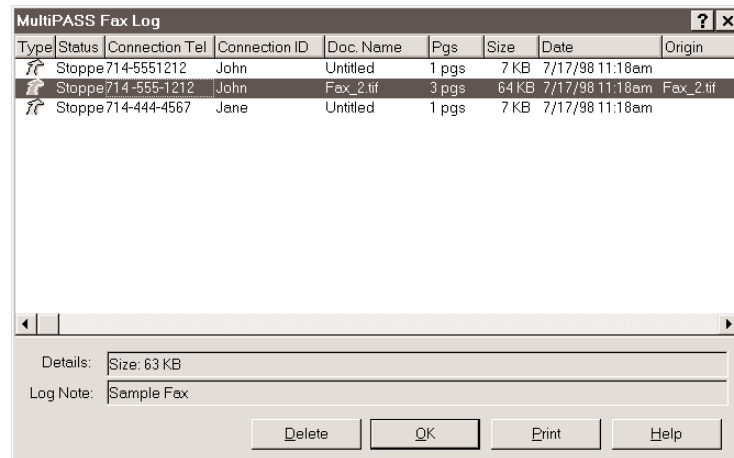 MultiPASS Fax Log ? ×
Type Status Connection Tel Connection ID Doc. Name Pgs Size Date Origin
Stoppe 714-5551212 John Untitled 1 pgs 7 KB 7/17/98 11:18am
Stoppe 714-555-1212 John Fax_2.tif 3 pgs 64 KB 7/17/98 11:18am Fax_2.tif
Stoppe 714-444-4567 Jane Untitled 1 pgs 7 KB 7/17/98 11:18am
Details: Size: 63 KB
Log Note: Sample Fax
Delete OK Print Help